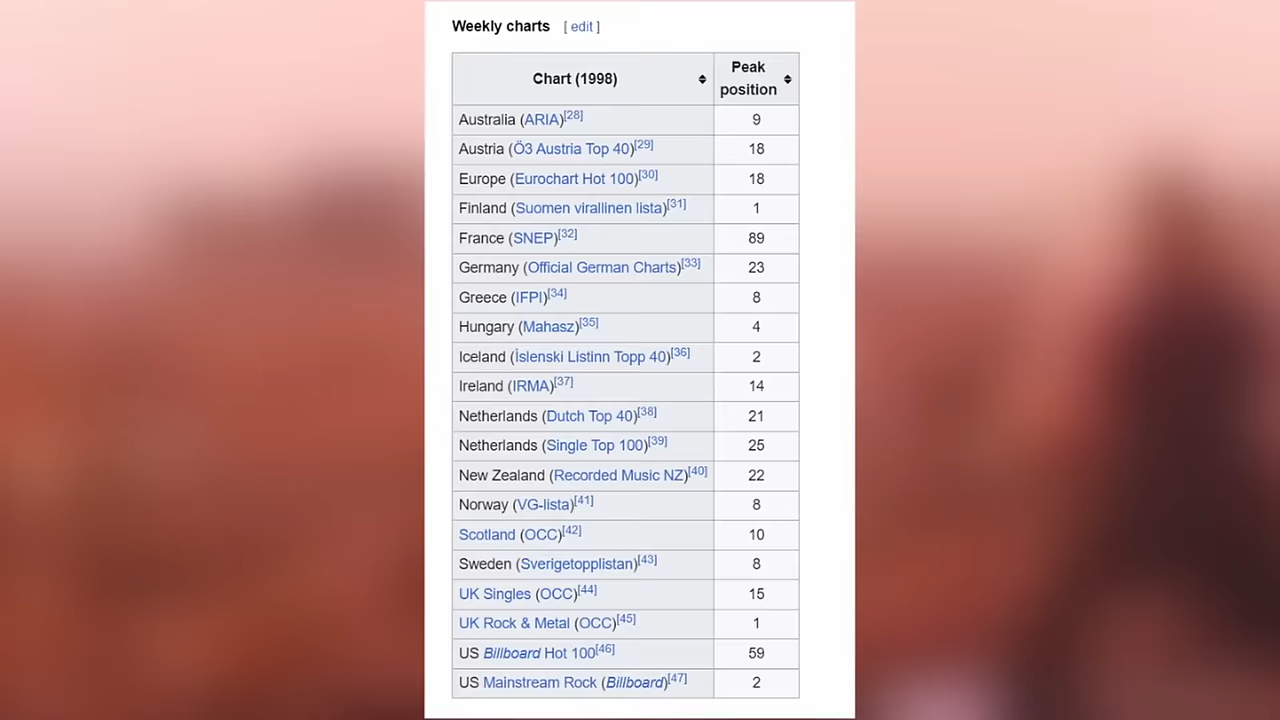 Weekly charts [ edit ]
Chart (1998) Peak position
Australia (ARIA)[28] 9
Austria (Ö3 Austria Top 40)[29] 18
Europe (Eurochart Hot 100)[30] 18
Finland (Suomen virallinen lista)[31] 1
France (SNEP)[32] 89
Germany (Official German Charts)[33] 23
Greece (IFPI)[34] 8
Hungary (Mahasz)[35] 4
Iceland (Íslenski Listinn Topp 40)[36] 2
Ireland (IRMA)[37] 14
Netherlands (Dutch Top 40)[38] 21
Netherlands (Single Top 100)[39] 25
New Zealand (Recorded Music NZ)[40] 22
Norway (VG-lista)[41] 8
Scotland (OCC)[42] 10
Sweden (Sverigetopplistan)[43] 8
UK Singles (OCC)[44] 15
UK Rock & Metal (OCC)[45] 1
US Billboard Hot 100[46] 59
US Mainstream Rock (Billboard)[47] 2